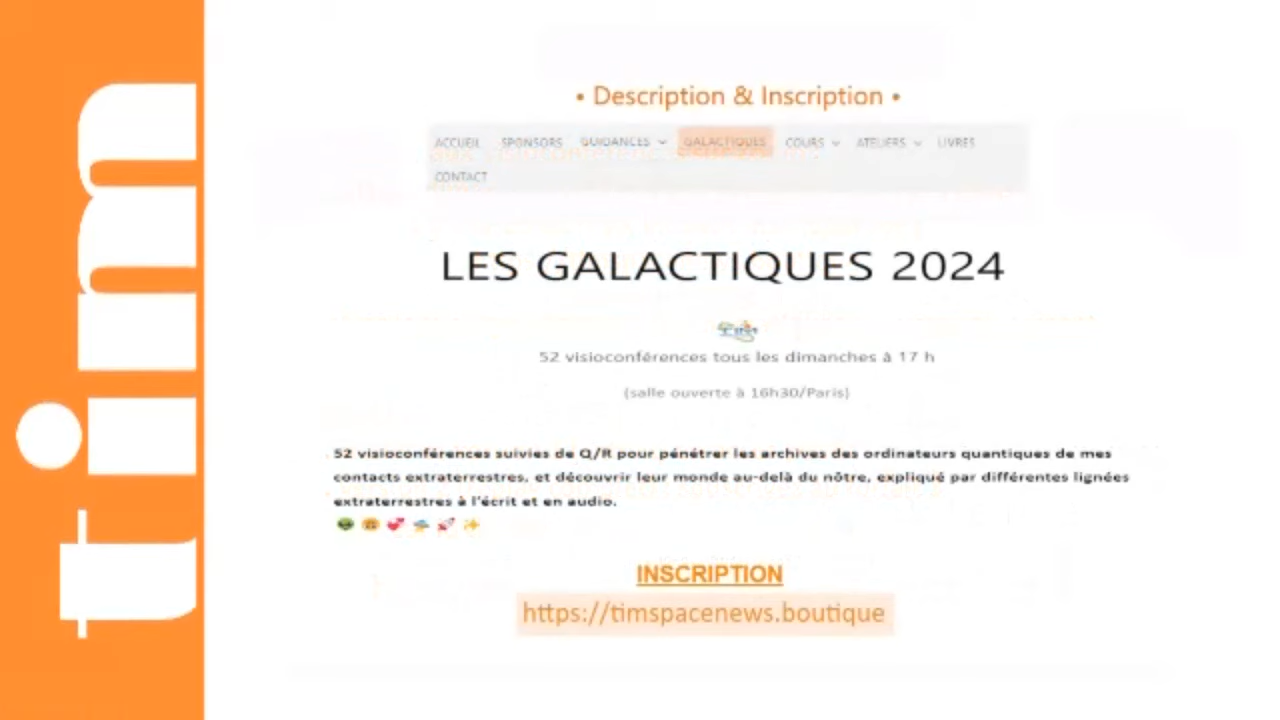 tim
• Description & Inscription •
ACCUEIL SPONSORS GUIDANCES GALACTIQUES COURS ATELIERS LIVRES
CONTACT
LES GALACTIQUES 2024
52 visioconférences tous les dimanches à 17 h
(salle ouverte à 16h30/Paris)
52 visioconférences suivies de Q/R pour pénétrer les archives des ordinateurs quantiques de mes
contacts extraterrestres, et découvrir leur monde au-delà du nôtre, expliqué par différentes lignées
extraterrestres à l'écrit et en audio.
👽 🤗 💞 🛸 🚀 ✨
INSCRIPTION
https://timspacenews.boutique